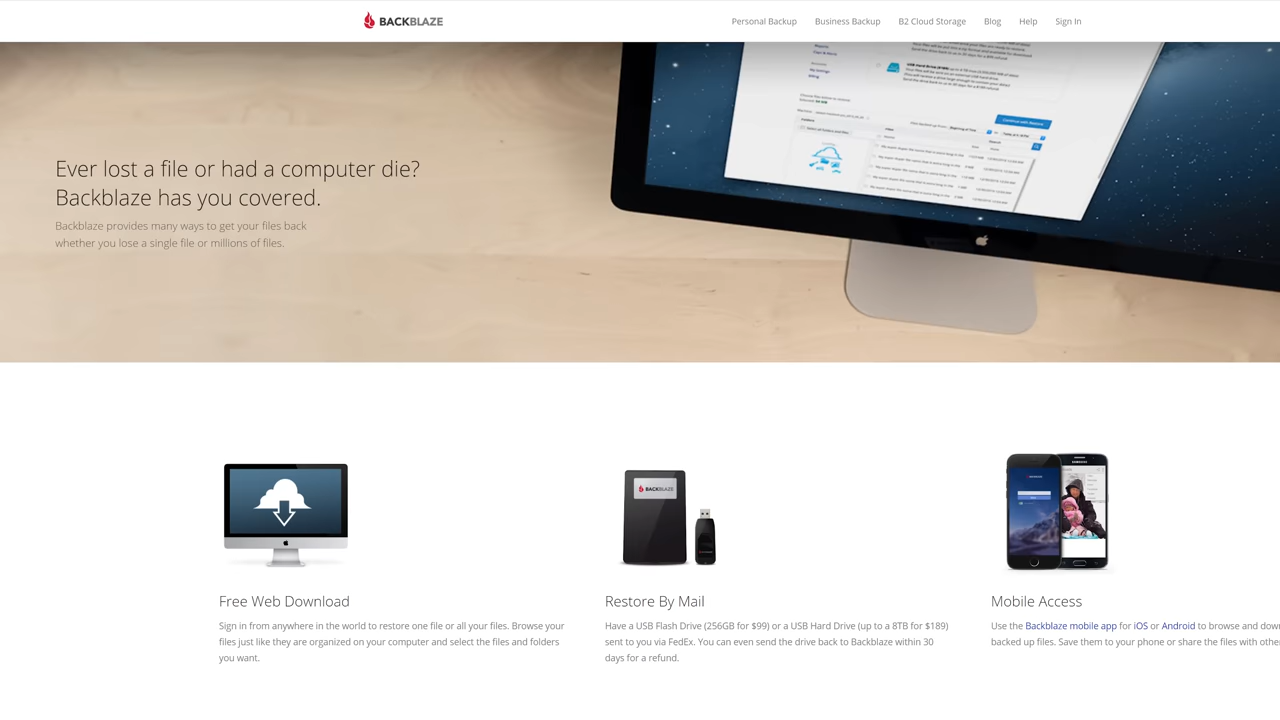 BACKBLAZE
Personal Backup
Business Backup
B2 Cloud Storage
Blog
Help
Sign In
Continue with Restore
Ever lost a file or had a computer die?
Backblaze has you covered.
Backblaze provides many ways to get your files back
whether you lose a single file or millions of files.
BACKBLAZE
SAMSUNG
Free Web Download
Sign in from anywhere in the world to restore one file or all your files. Browse your
files just like they are organized on your computer and select the files and folders
you want.
Restore By Mail
Have a USB Flash Drive (256GB for $99) or a USB Hard Drive (up to a 8TB for $189)
sent to you via FedEx. You can even send the drive back to Backblaze within 30
days for a refund.
Mobile Access
Use the Backblaze mobile app for iOS or Android to browse and
backed up files. Save them to your phone or share the files with